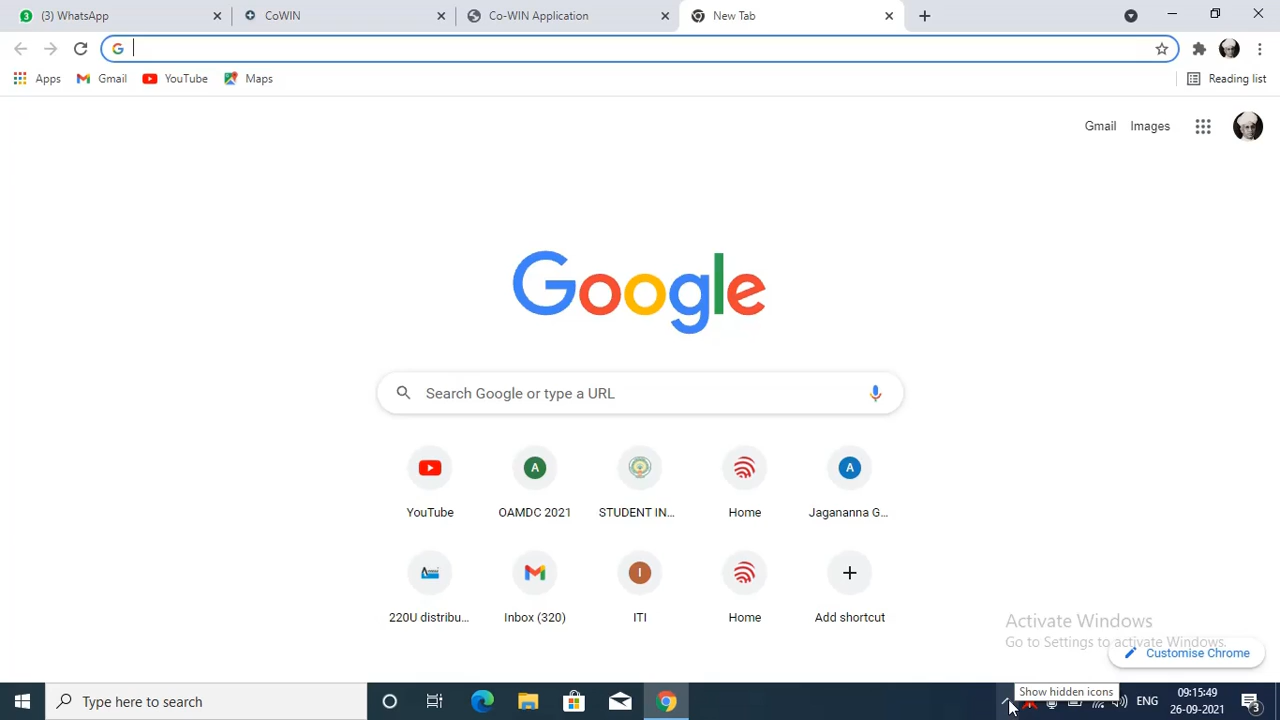 (3) WhatsApp
CoWIN
Co-WIN Application
New Tab
Apps
Gmail
YouTube
Maps
Reading list
Gmail
Images
Google
Search Google or type a URL
YouTube
OAMDC 2021
STUDENT IN...
Home
Jagananna G...
220U distribu...
Inbox (320)
ITI
Home
Add shortcut
Activate Windows
Go to Settings to activate Windows.
Customise Chrome
Show hidden icons
Type here to search
ENG
09:15:49
26-09-2021
3